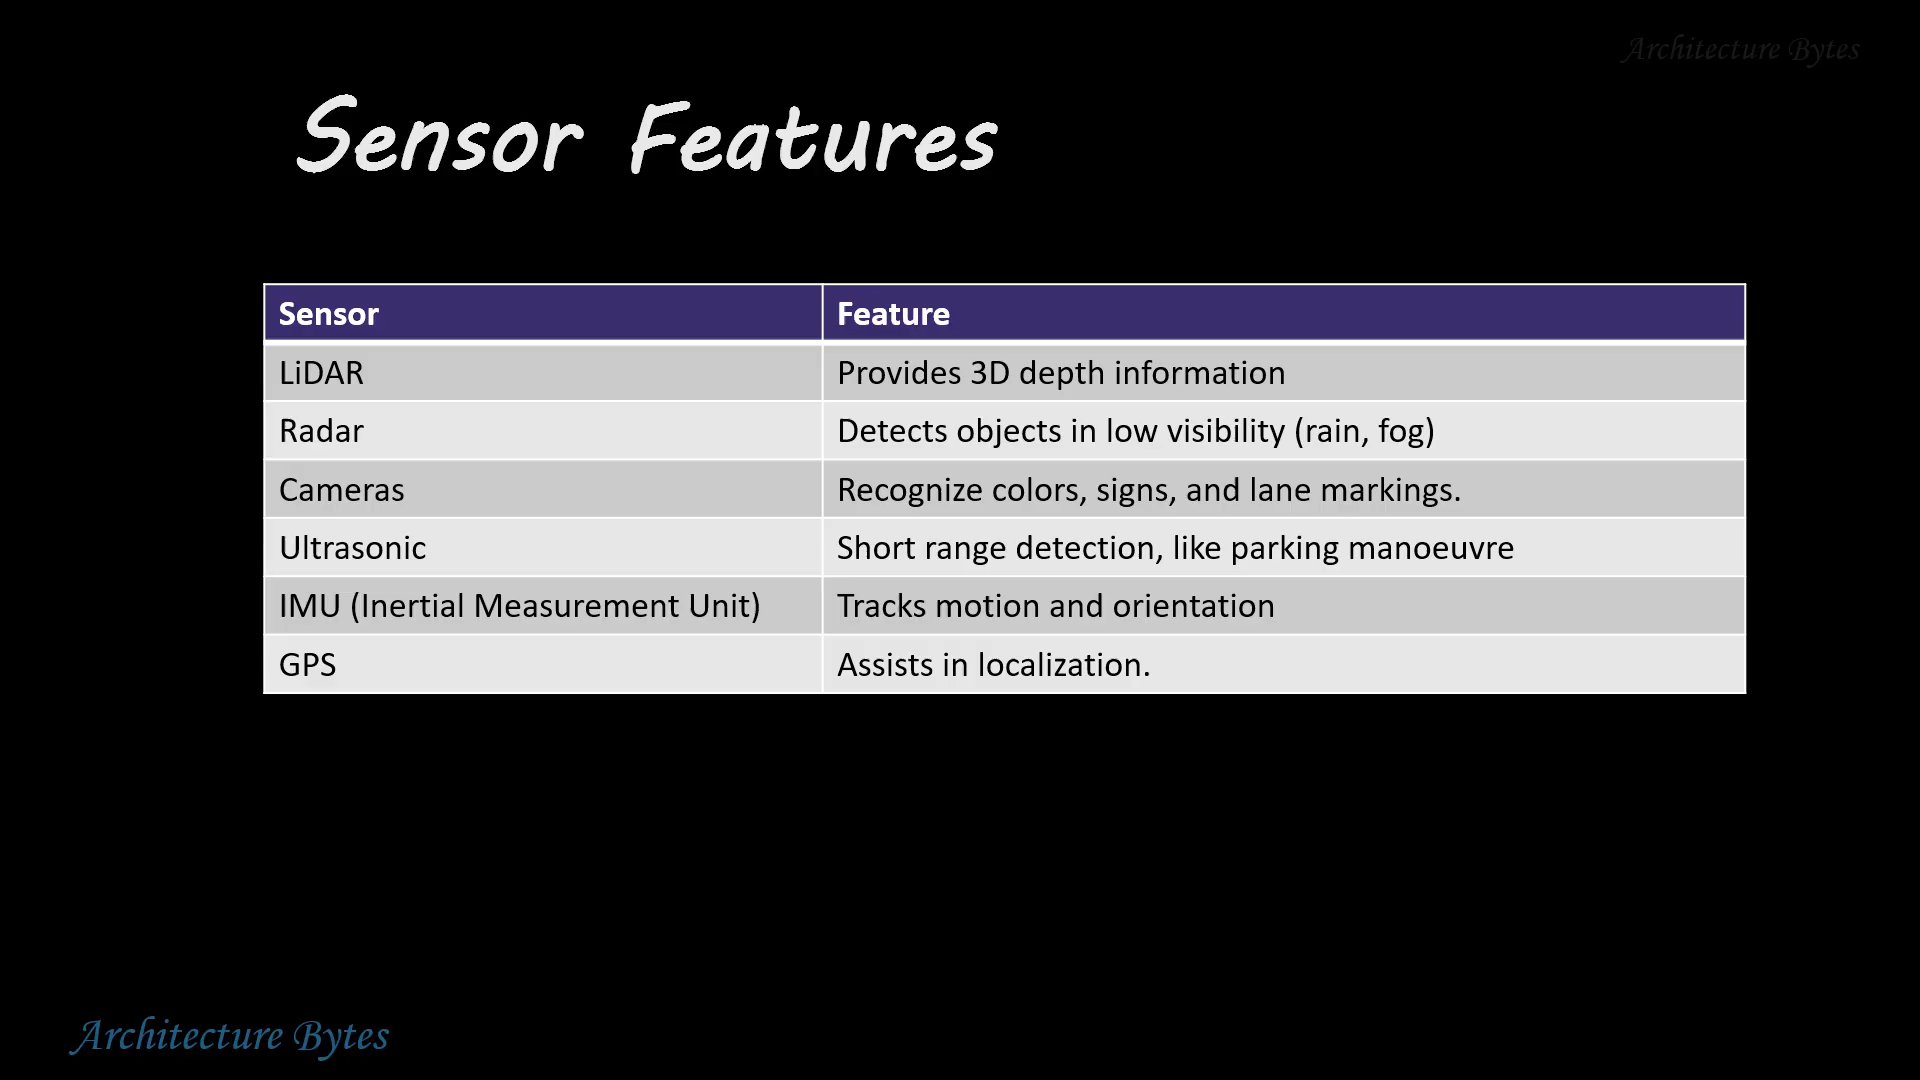 Architecture Bytes
Sensor Features
Sensor Feature
LiDAR Provides 3D depth information
Radar Detects objects in low visibility (rain, fog)
Cameras Recognize colors, signs, and lane markings.
Ultrasonic Short range detection, like parking manoeuvre
IMU (Inertial Measurement Unit) Tracks motion and orientation
GPS Assists in localization.
Architecture Bytes